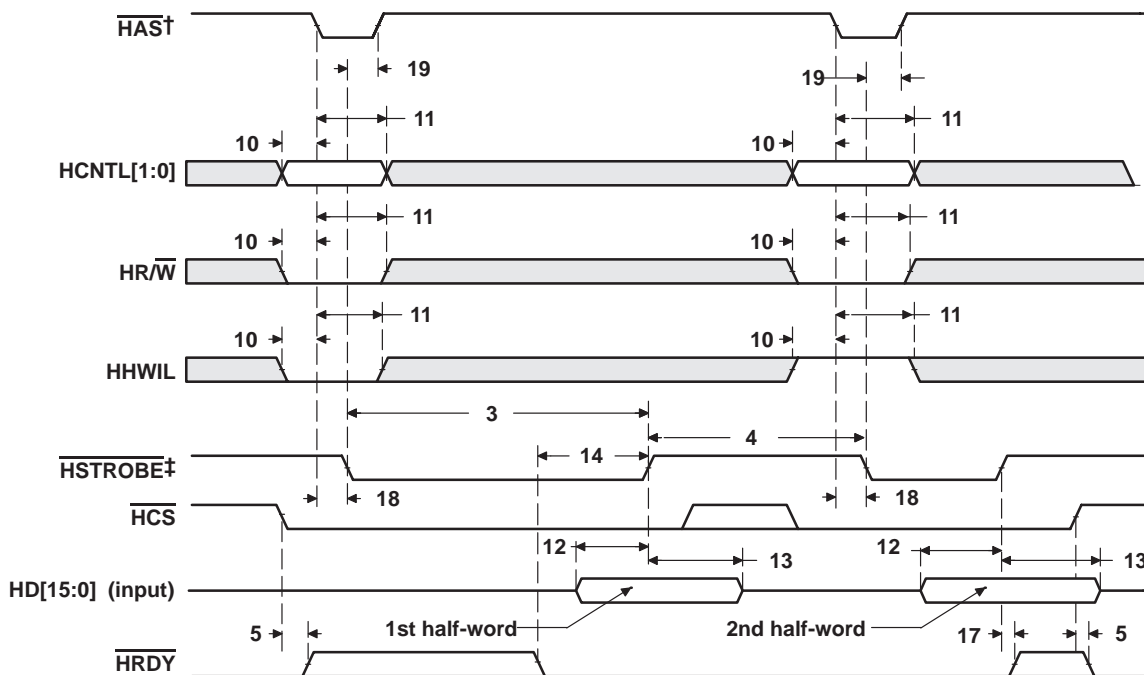 HAS†
19
19
11
11
10
10
HCNTL[1:0]
11
11
10
10
HR/W
11
11
10
10
HHWIL
3
4
14
HSTROBE‡
18
18
HCS
12
12
13
13
HD[15:0] (input)
1st half-word
2nd half-word
5
17
5
HRDY